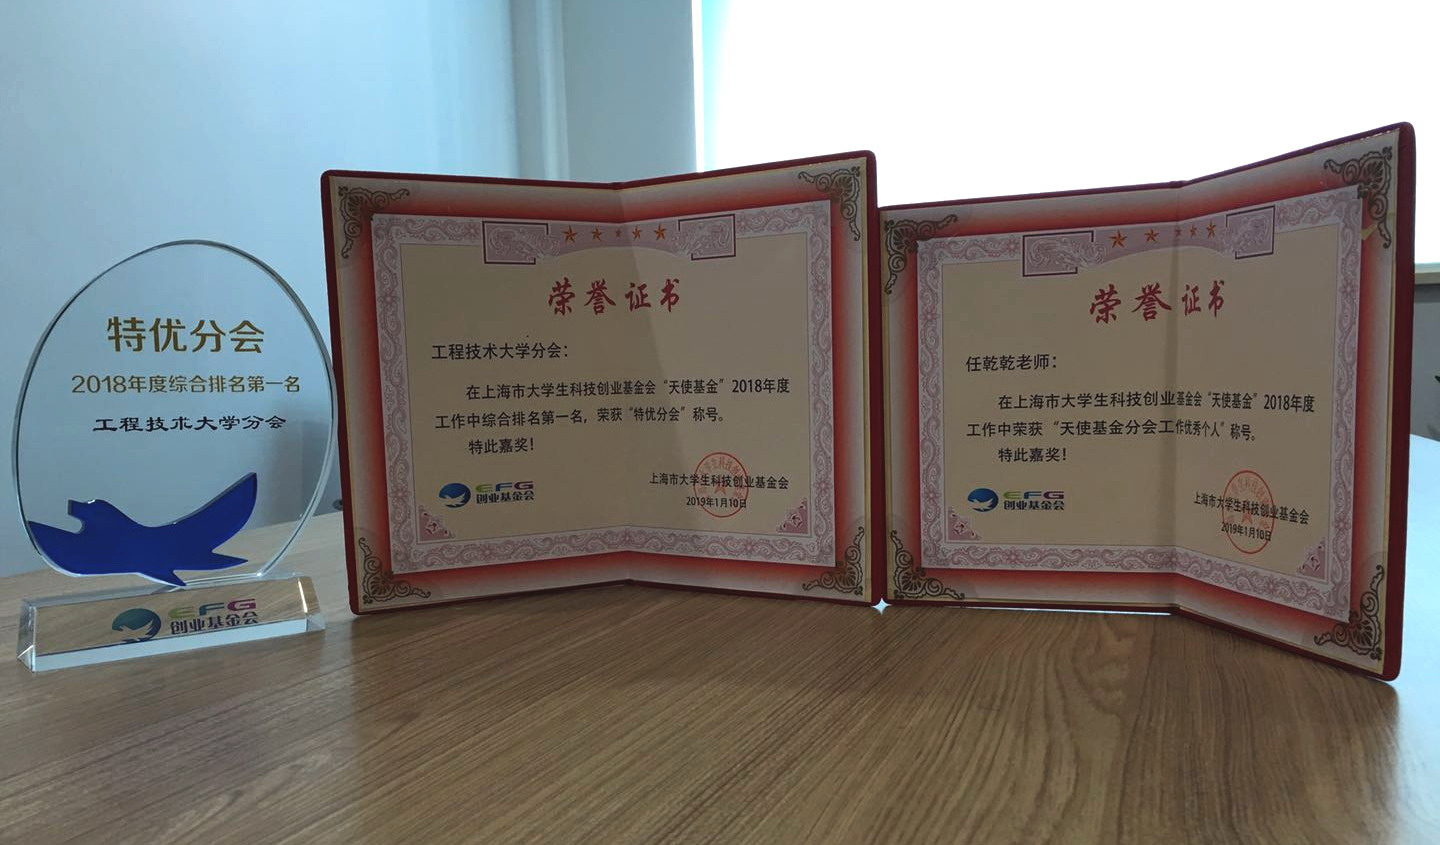 特优分会
2018年度综合排名第一名
工程技术大学分会
EFG
创业基金会
荣誉证书
工程技术大学分会：
在上海市大学生科技创业基金会“天使基金”2018年度
工作中综合排名第一名，荣获“特优分会”称号。
特此嘉奖！
EFG
创业基金会
上海市大学生科技创业基金会
2019年1月10日
荣誉证书
任乾乾老师：
在上海市大学生科技创业基金会“天使基金”2018年度
工作中荣获“天使基金分会工作优秀个人”称号。
特此嘉奖！
EFG
创业基金会
上海市大学生科技创业基金会
2019年1月10日